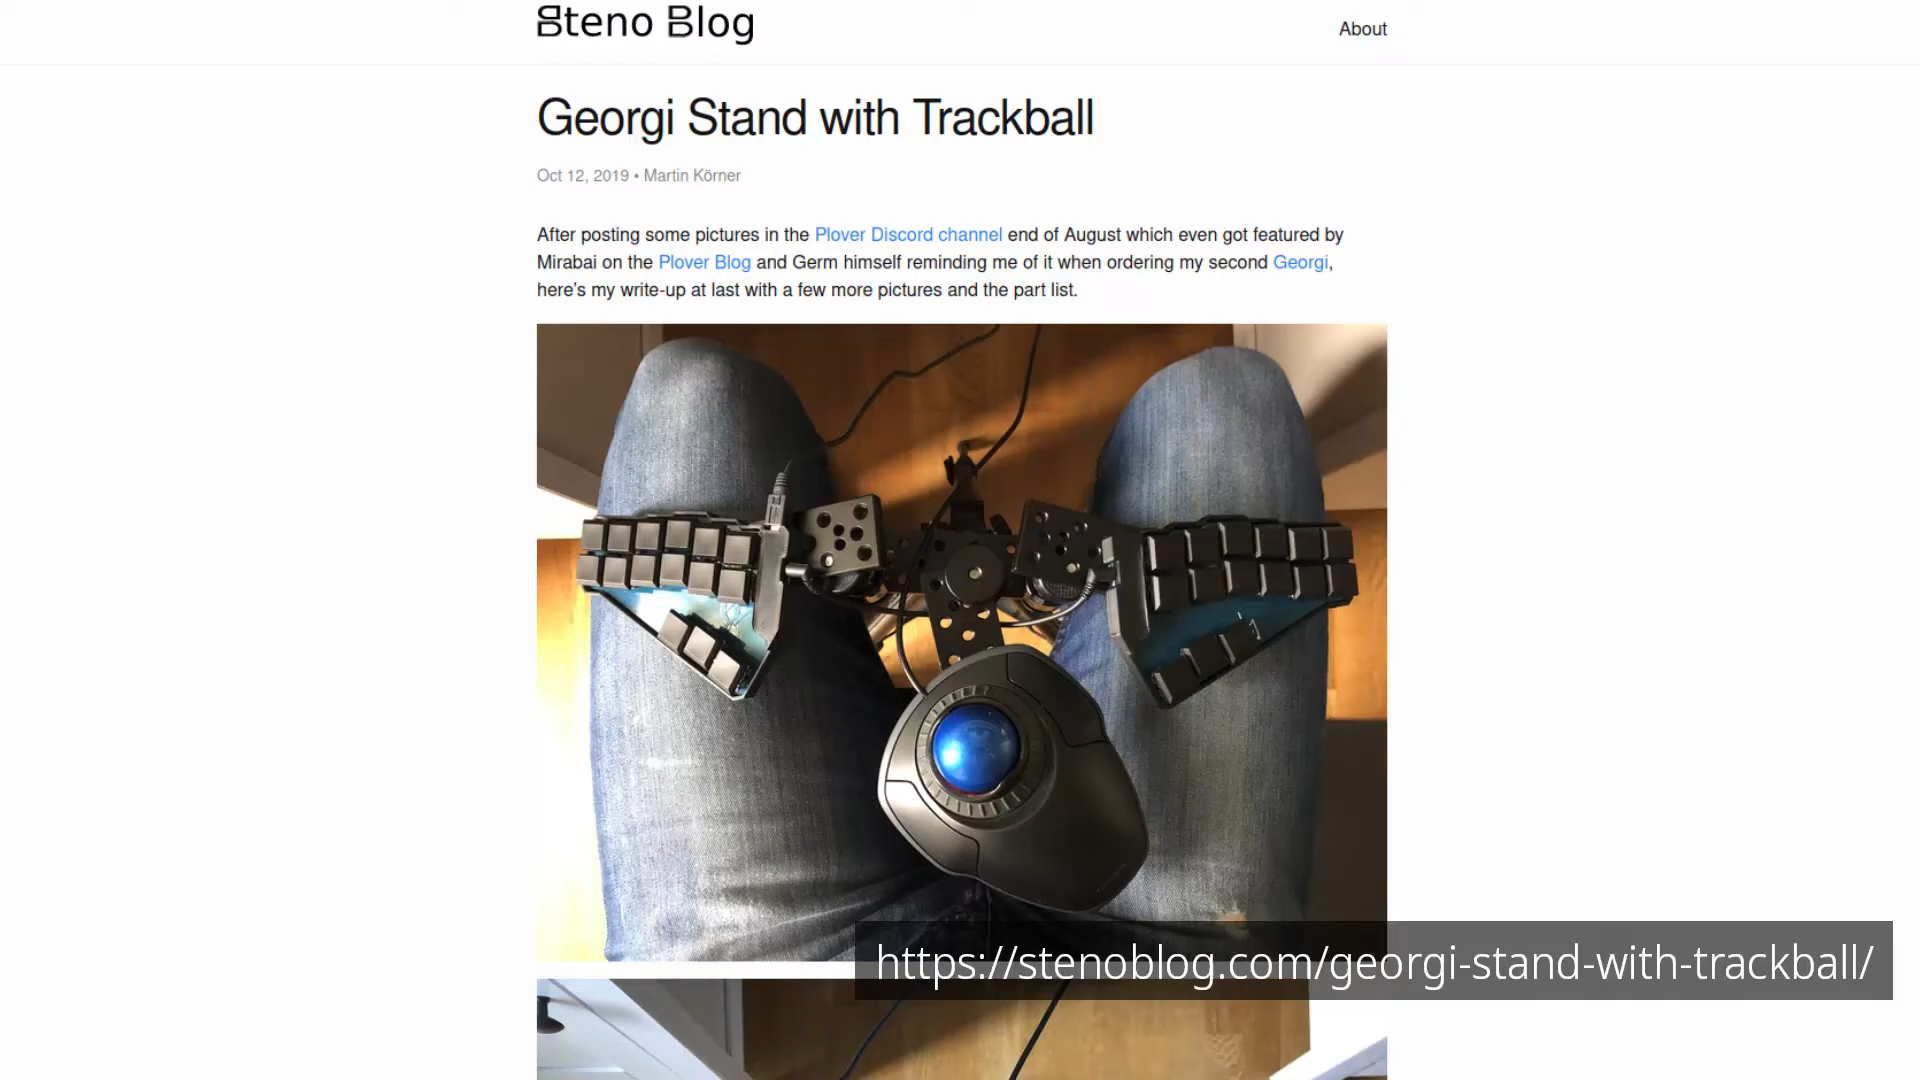 Steno Blog
About
Georgi Stand with Trackball
Oct 12, 2019 • Martin Körner
After posting some pictures in the Plover Discord channel end of August which even got featured by
Mirabai on the Plover Blog and Germ himself reminding me of it when ordering my second Georgi,
here’s my write-up at last with a few more pictures and the part list.
https://stenoblog.com/georgi-stand-with-trackball/